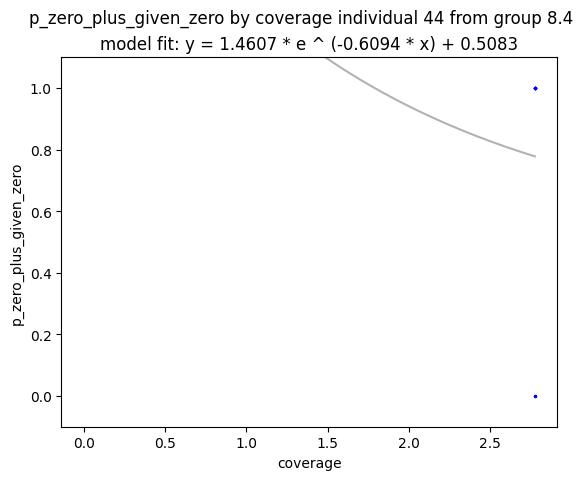 p_zero_plus_given_zero by coverage individual 44 from group 8.4
model fit: y = 1.4607 * e ^ (-0.6094 * x) + 0.5083
1.0
0.8
0.6
0.4
0.2
0.0
p_zero_plus_given_zero
0.0 0.5 1.0 1.5 2.0 2.5
coverage